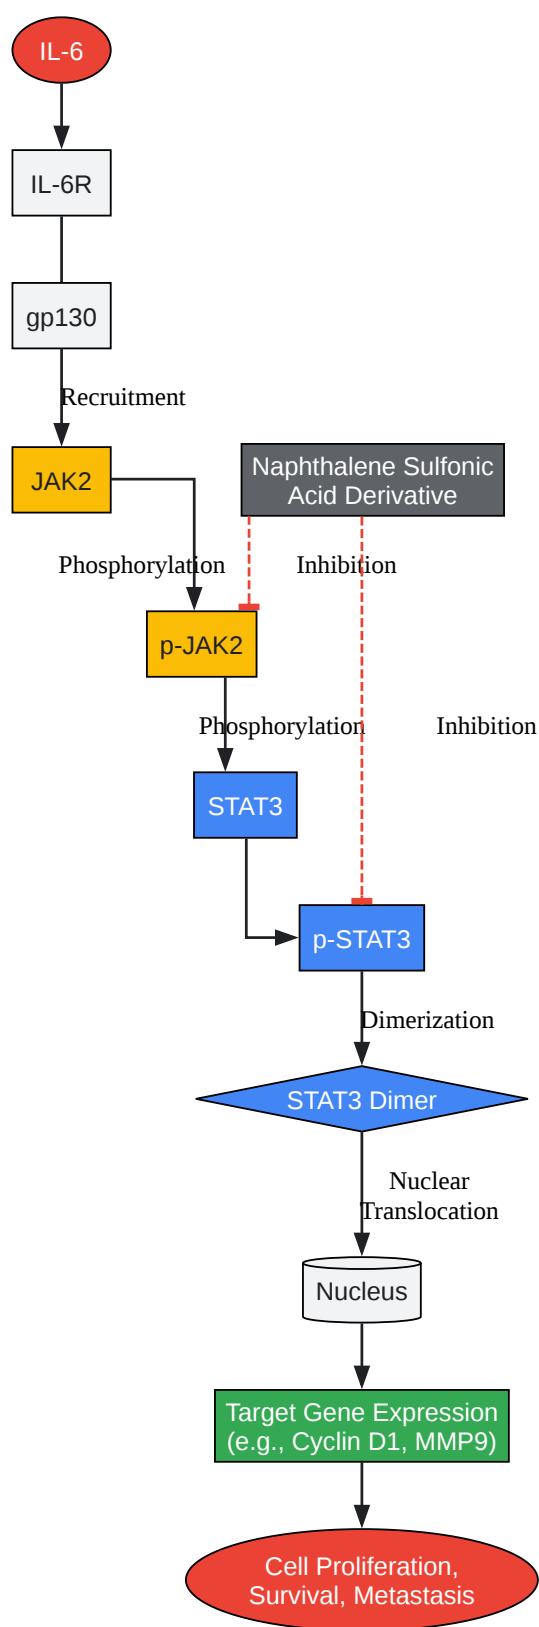 IL-6
IL-6R
gp130
Recruitment
JAK2
Naphthalene Sulfonic
Acid Derivative
Phosphorylation
Inhibition
p-JAK2
Phosphorylation
Inhibition
STAT3
p-STAT3
Dimerization
STAT3 Dimer
Nuclear
Translocation
Nucleus
Target Gene Expression
(e.g., Cyclin D1, MMP9)
Cell Proliferation,
Survival, Metastasis